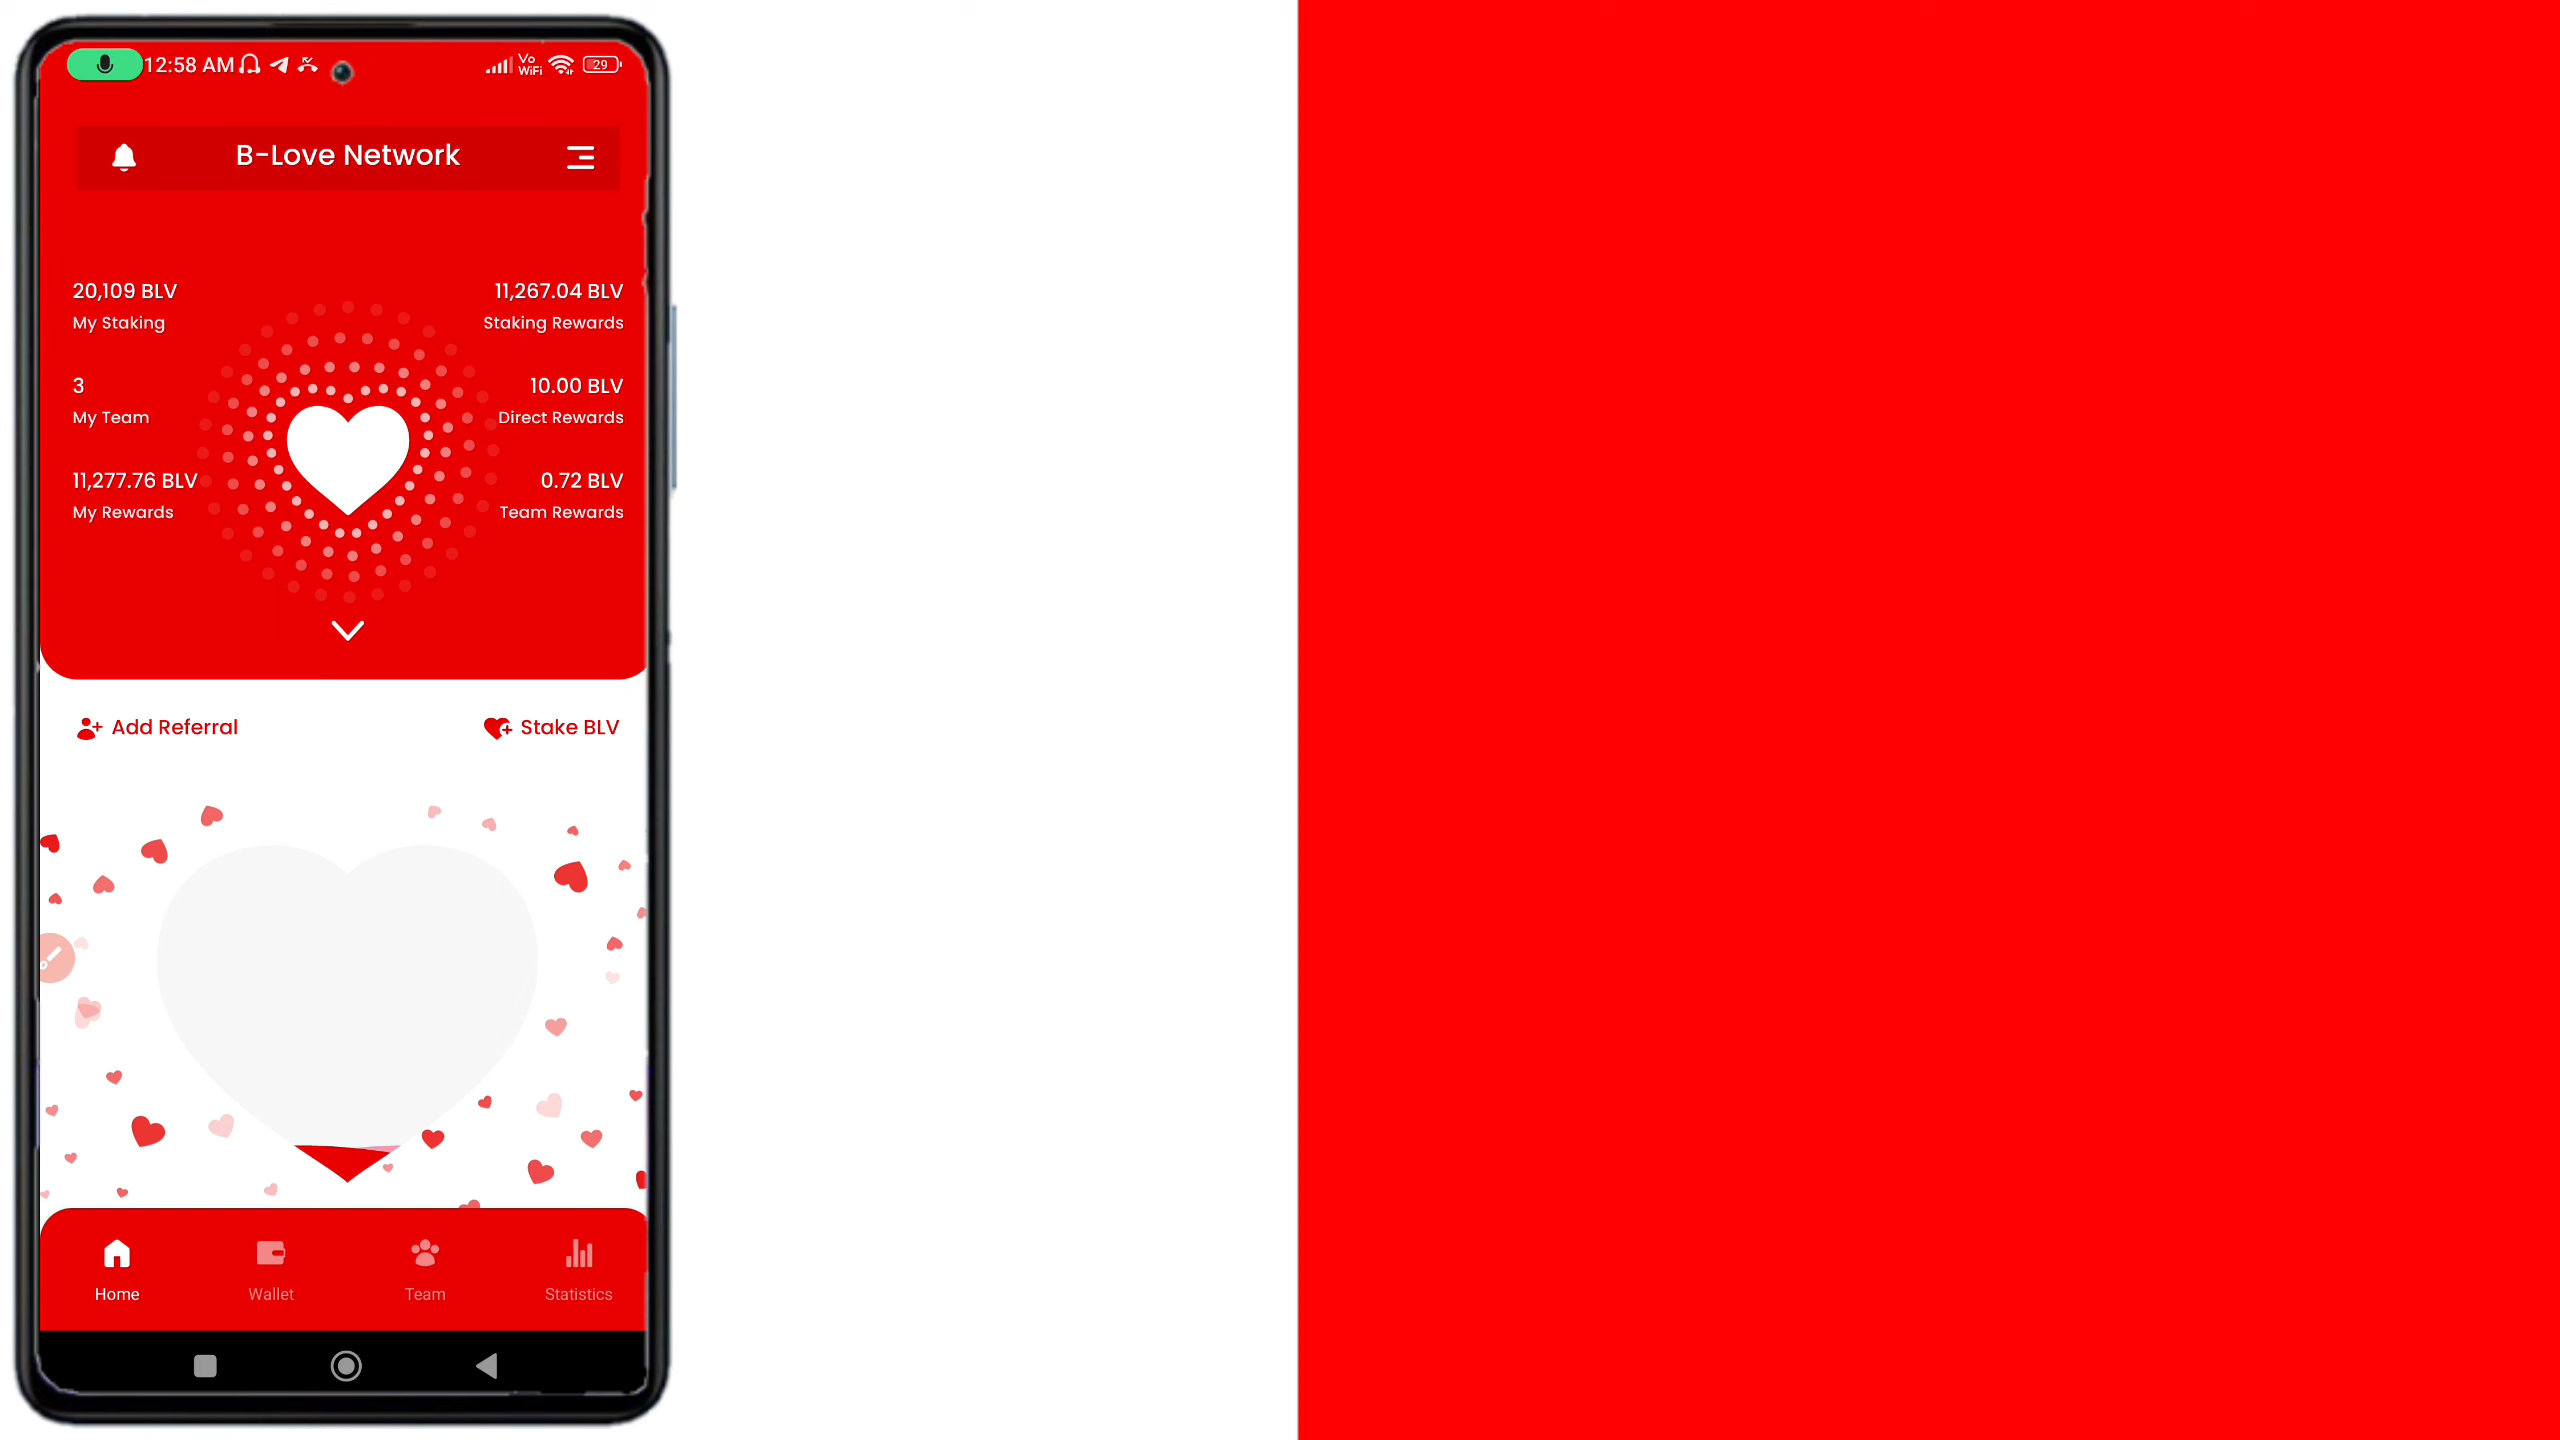 12:58 AM
Vo
WiFi
29
B-Love Network
20,109 BLV
My Staking
11,267.04 BLV
Staking Rewards
3
My Team
10.00 BLV
Direct Rewards
11,277.76 BLV
My Rewards
0.72 BLV
Team Rewards
Add Referral
Stake BLV
Home
Wallet
Team
Statistics